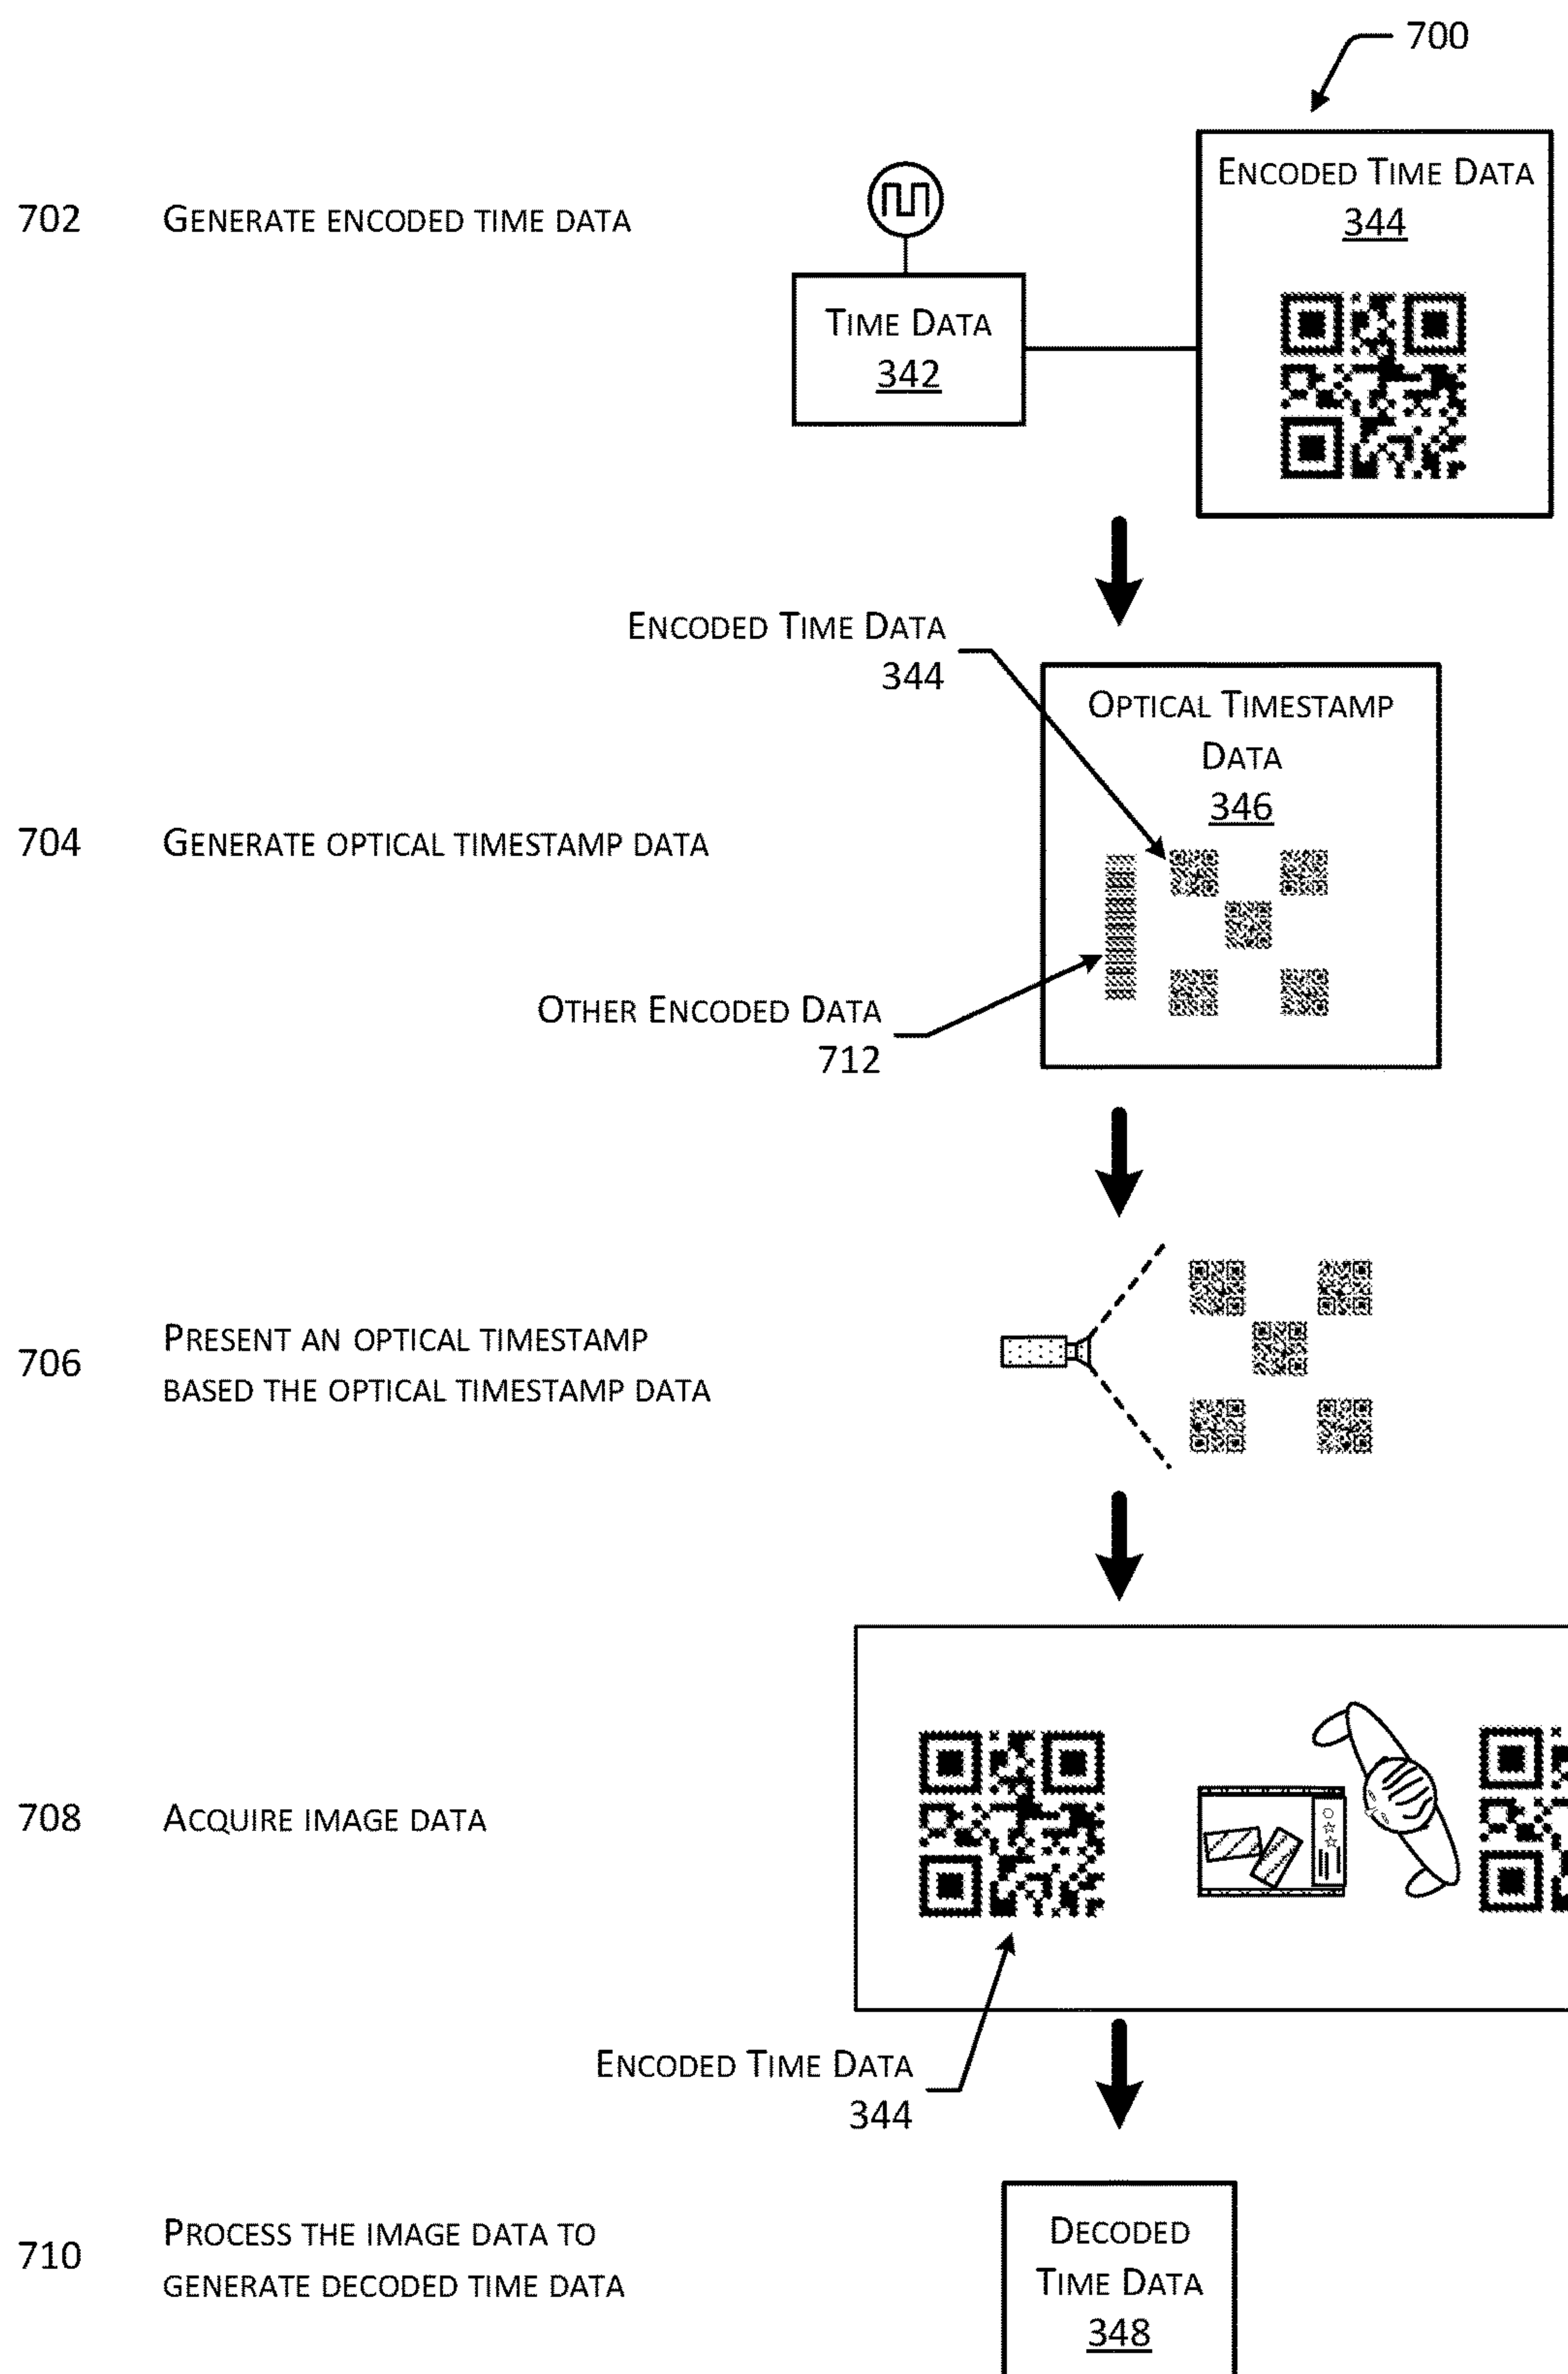 700
702 GENERATE ENCODED TIME DATA
ENCODED TIME DATA
344
TIME DATA
342
ENCODED TIME DATA
344
OPTICAL TIMESTAMP
DATA
346
704 GENERATE OPTICAL TIMESTAMP DATA
OTHER ENCODED DATA
712
706 PRESENT AN OPTICAL TIMESTAMP
BASED THE OPTICAL TIMESTAMP DATA
708 ACQUIRE IMAGE DATA
ENCODED TIME DATA
344
710 PROCESS THE IMAGE DATA TO
GENERATE DECODED TIME DATA
DECODED
TIME DATA
348